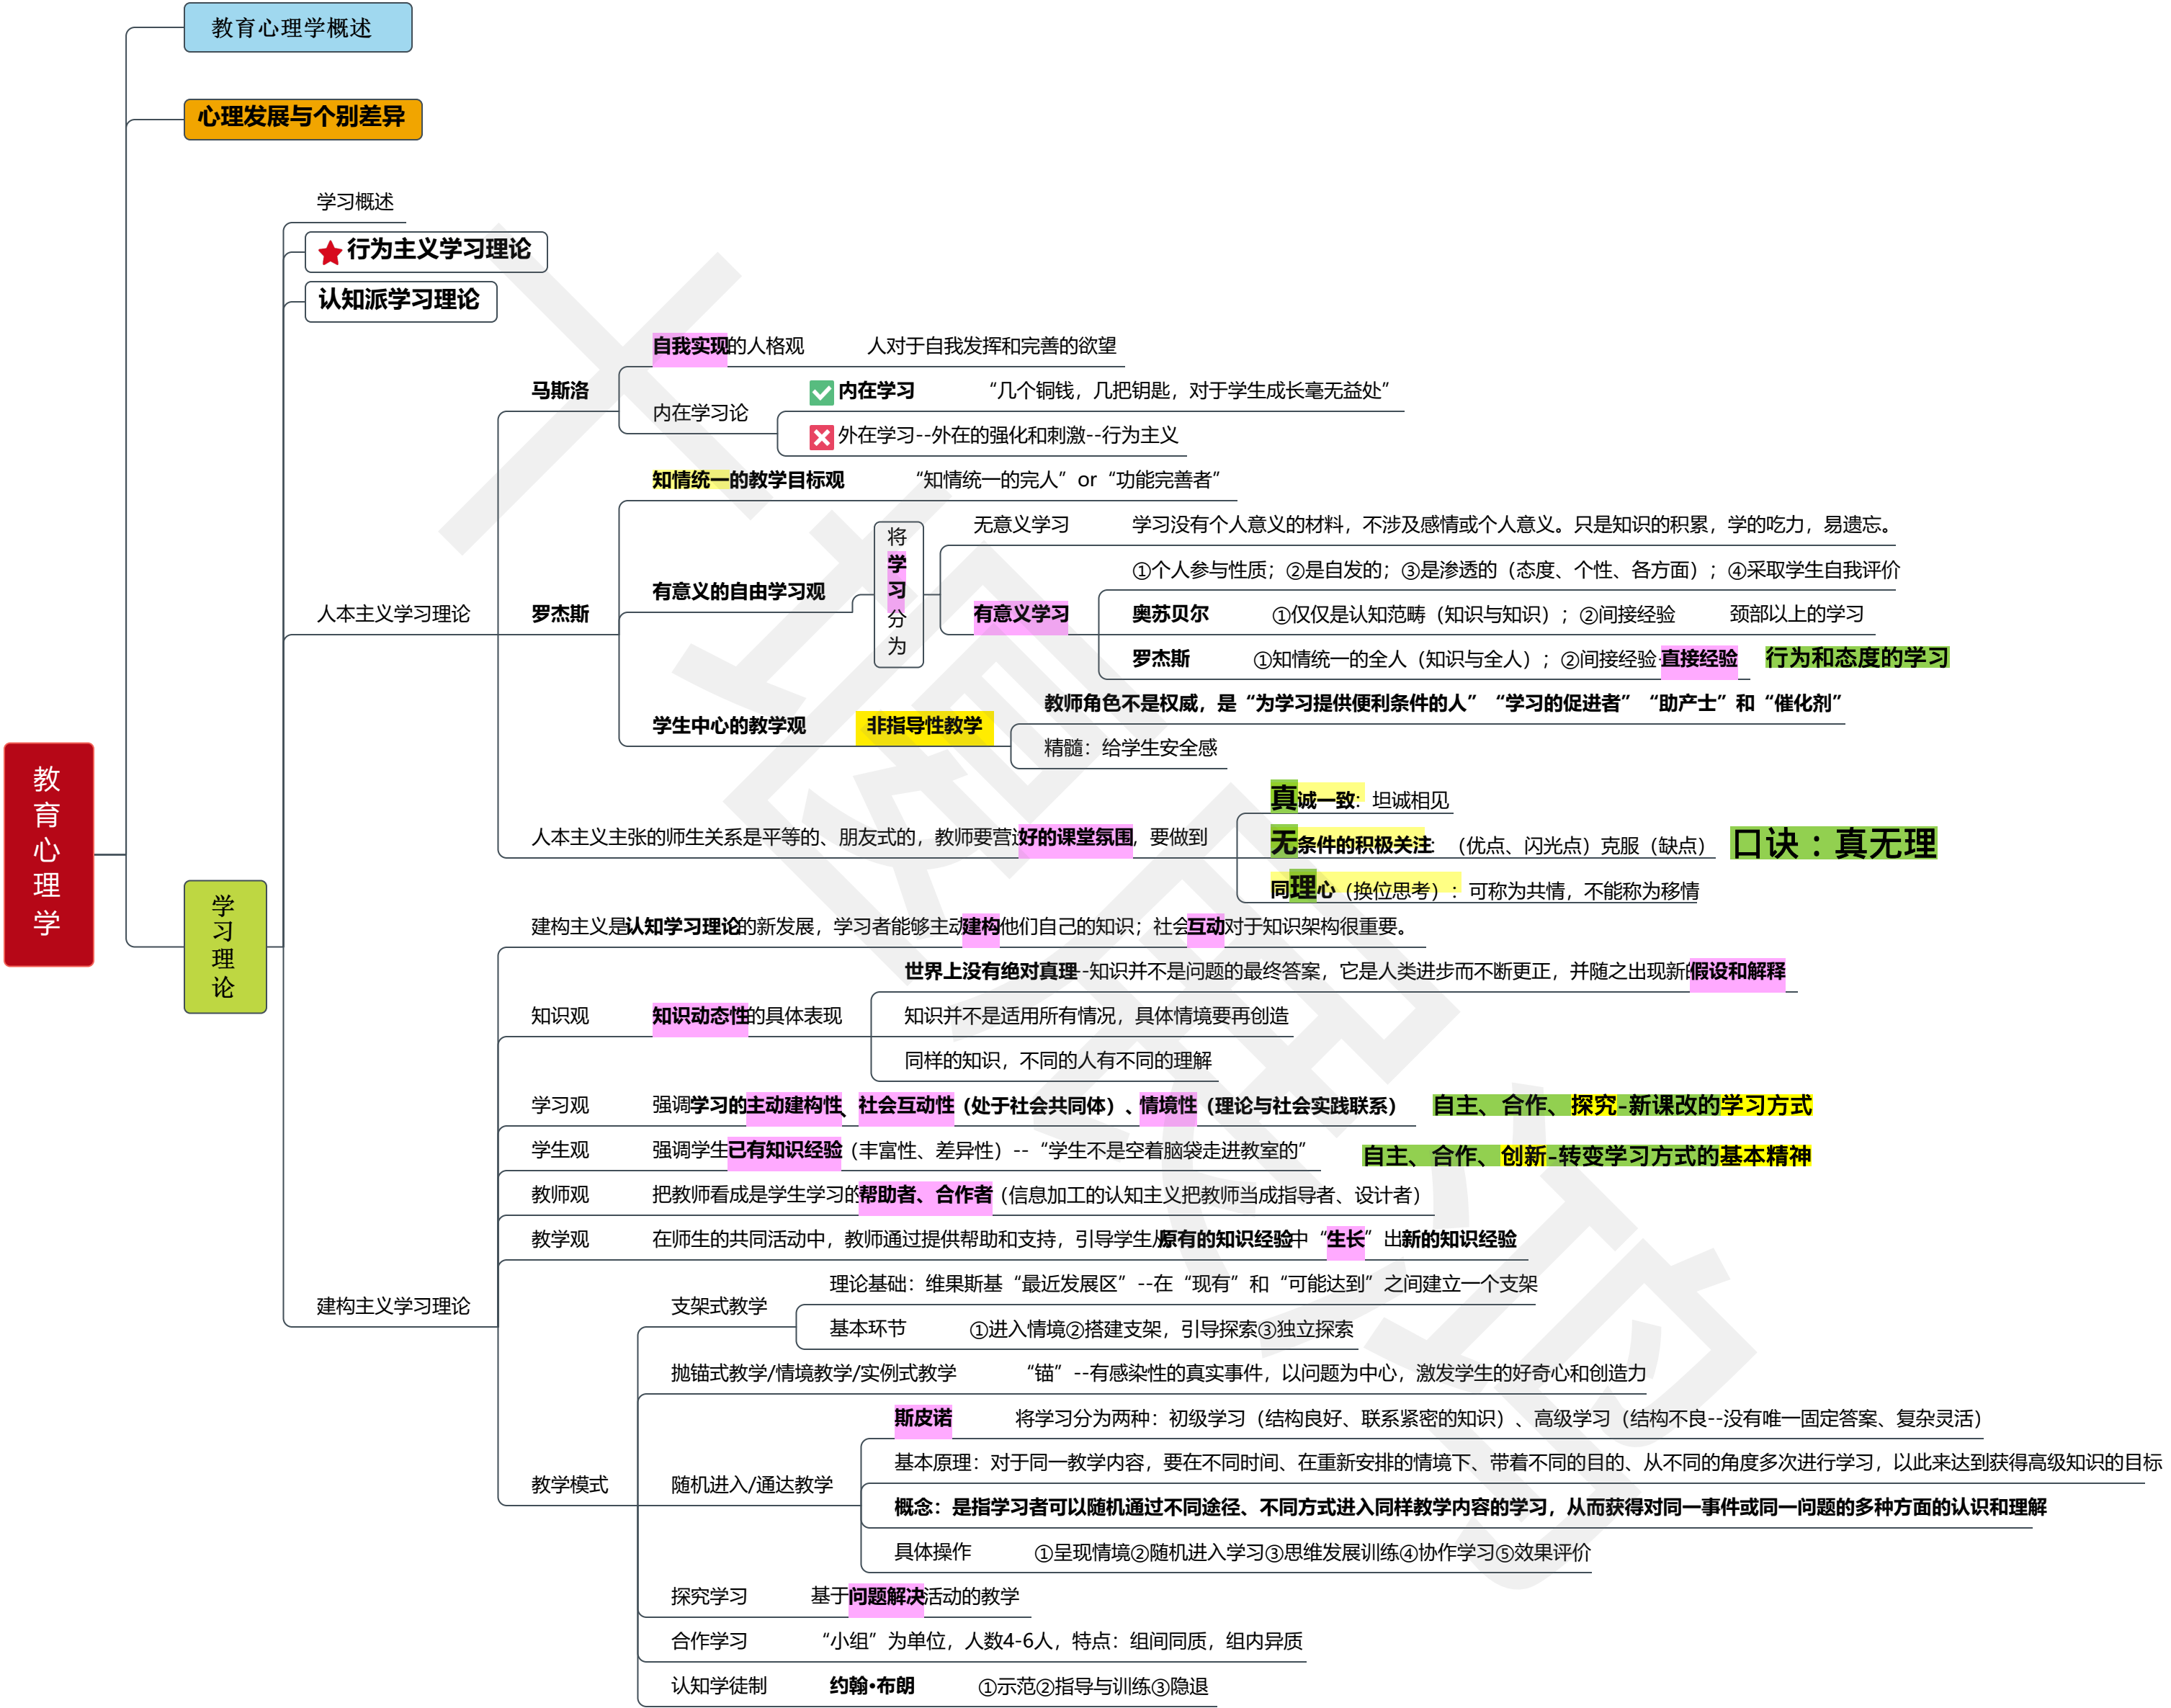 教育心理学概述
心理发展与个别差异
学习概述
行为主义学习理论
认知派学习理论
自我实现的人格观 人对于自我发挥和完善的欲望
马斯洛
内在学习 “几个铜钱，几把钥匙，对于学生成长毫无益处”
内在学习论
外在学习--外在的强化和刺激--行为主义
知情统一的教学目标观 “知情统一的完人”or“功能完善者”
无意义学习 学习没有个人意义的材料，不涉及感情或个人意义。只是知识的积累，学的吃力，易遗忘。
将学习分为
①个人参与性质；②是自发的；③是渗透的（态度、个性、各方面）；④采取学生自我评价
有意义的自由学习观
人本主义学习理论
罗杰斯
有意义学习
奥苏贝尔 ①仅仅是认知范畴（知识与知识）；②间接经验 颈部以上的学习
罗杰斯 ①知情统一的全人（知识与全人）；②间接经验+直接经验 行为和态度的学习
教师角色不是权威，是“为学习提供便利条件的人”“学习的促进者”“助产士”和“催化剂”
学生中心的教学观 非指导性教学
精髓：给学生安全感
真诚一致：坦诚相见
人本主义主张的师生关系是平等的、朋友式的，教师要营造好的课堂氛围，要做到
无条件的积极关注：（优点、闪光点）克服（缺点） 口诀：真无理
同理心（换位思考）：可称为共情，不能称为移情
教育心理学
学习理论
建构主义是认知学习理论的新发展，学习者能够主动建构他们自己的知识；社会互动对于知识架构很重要。
世界上没有绝对真理--知识并不是问题的最终答案，它是人类进步而不断更正，并随之出现新的假设和解释
知识观 知识动态性的具体表现 知识并不是适用所有情况，具体情境要再创造
同样的知识，不同的人有不同的理解
学习观 强调学习的主动建构性、社会互动性（处于社会共同体）、情境性（理论与社会实践联系） 自主、合作、探究-新课改的学习方式
学生观 强调学生已有知识经验（丰富性、差异性）--“学生不是空着脑袋走进教室的” 自主、合作、创新-转变学习方式的基本精神
教师观 把教师看成是学生学习的帮助者、合作者（信息加工的认知主义把教师当成指导者、设计者）
教学观 在师生的共同活动中，教师通过提供帮助和支持，引导学生从原有的知识经验中“生长”出新的知识经验
理论基础：维果斯基“最近发展区”--在“现有”和“可能达到”之间建立一个支架
建构主义学习理论
支架式教学
基本环节 ①进入情境②搭建支架，引导探索③独立探索
抛锚式教学/情境教学/实例式教学 “锚”--有感染性的真实事件，以问题为中心，激发学生的好奇心和创造力
斯皮诺 将学习分为两种：初级学习（结构良好、联系紧密的知识）、高级学习（结构不良--没有唯一固定答案、复杂灵活）
基本原理：对于同一教学内容，要在不同时间、在重新安排的情境下、带着不同的目的、从不同的角度多次进行学习，以此来达到获得高级知识的目标
教学模式
随机进入/通达教学
概念：是指学习者可以随机通过不同途径、不同方式进入同样教学内容的学习，从而获得对同一事件或同一问题的多种方面的认识和理解
具体操作 ①呈现情境②随机进入学习③思维发展训练④协作学习⑤效果评价
探究学习 基于问题解决活动的教学
合作学习 “小组”为单位，人数4-6人，特点：组间同质，组内异质
认知学徒制 约翰•布朗 ①示范②指导与训练③隐退